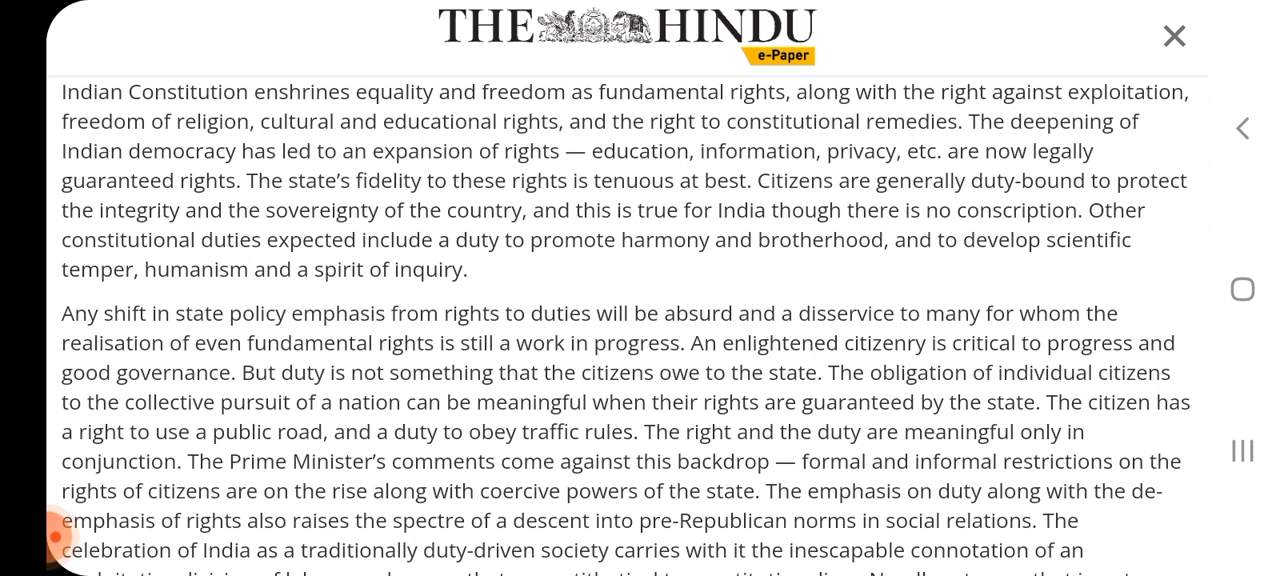 THE HINDU
e-Paper
Indian Constitution enshrines equality and freedom as fundamental rights, along with the right against exploitation,
freedom of religion, cultural and educational rights, and the right to constitutional remedies. The deepening of
Indian democracy has led to an expansion of rights — education, information, privacy, etc. are now legally
guaranteed rights. The state’s fidelity to these rights is tenuous at best. Citizens are generally duty-bound to protect
the integrity and the sovereignty of the country, and this is true for India though there is no conscription. Other
constitutional duties expected include a duty to promote harmony and brotherhood, and to develop scientific
temper, humanism and a spirit of inquiry.
Any shift in state policy emphasis from rights to duties will be absurd and a disservice to many for whom the
realisation of even fundamental rights is still a work in progress. An enlightened citizenry is critical to progress and
good governance. But duty is not something that the citizens owe to the state. The obligation of individual citizens
to the collective pursuit of a nation can be meaningful when their rights are guaranteed by the state. The citizen has
a right to use a public road, and a duty to obey traffic rules. The right and the duty are meaningful only in
conjunction. The Prime Minister’s comments come against this backdrop — formal and informal restrictions on the
rights of citizens are on the rise along with coercive powers of the state. The emphasis on duty along with the de-
emphasis of rights also raises the spectre of a descent into pre-Republican norms in social relations. The
celebration of India as a traditionally duty-driven society carries with it the inescapable connotation of an